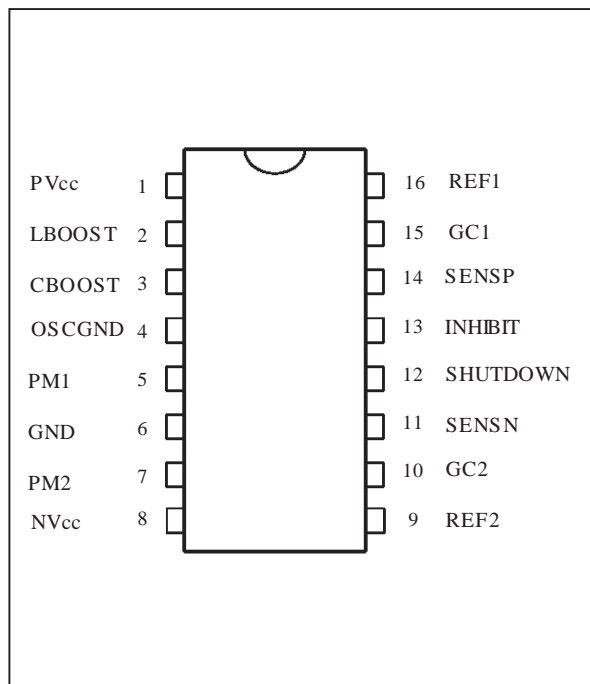 PVcc 1 16 REF1
LBOOST 2 15 GC1
CBOOST 3 14 SENSP
OSCGND 4 13 INHIBIT
PM1 5 12 SHUTDOWN
GND 6 11 SENSN
PM2 7 10 GC2
NVcc 8 9 REF2